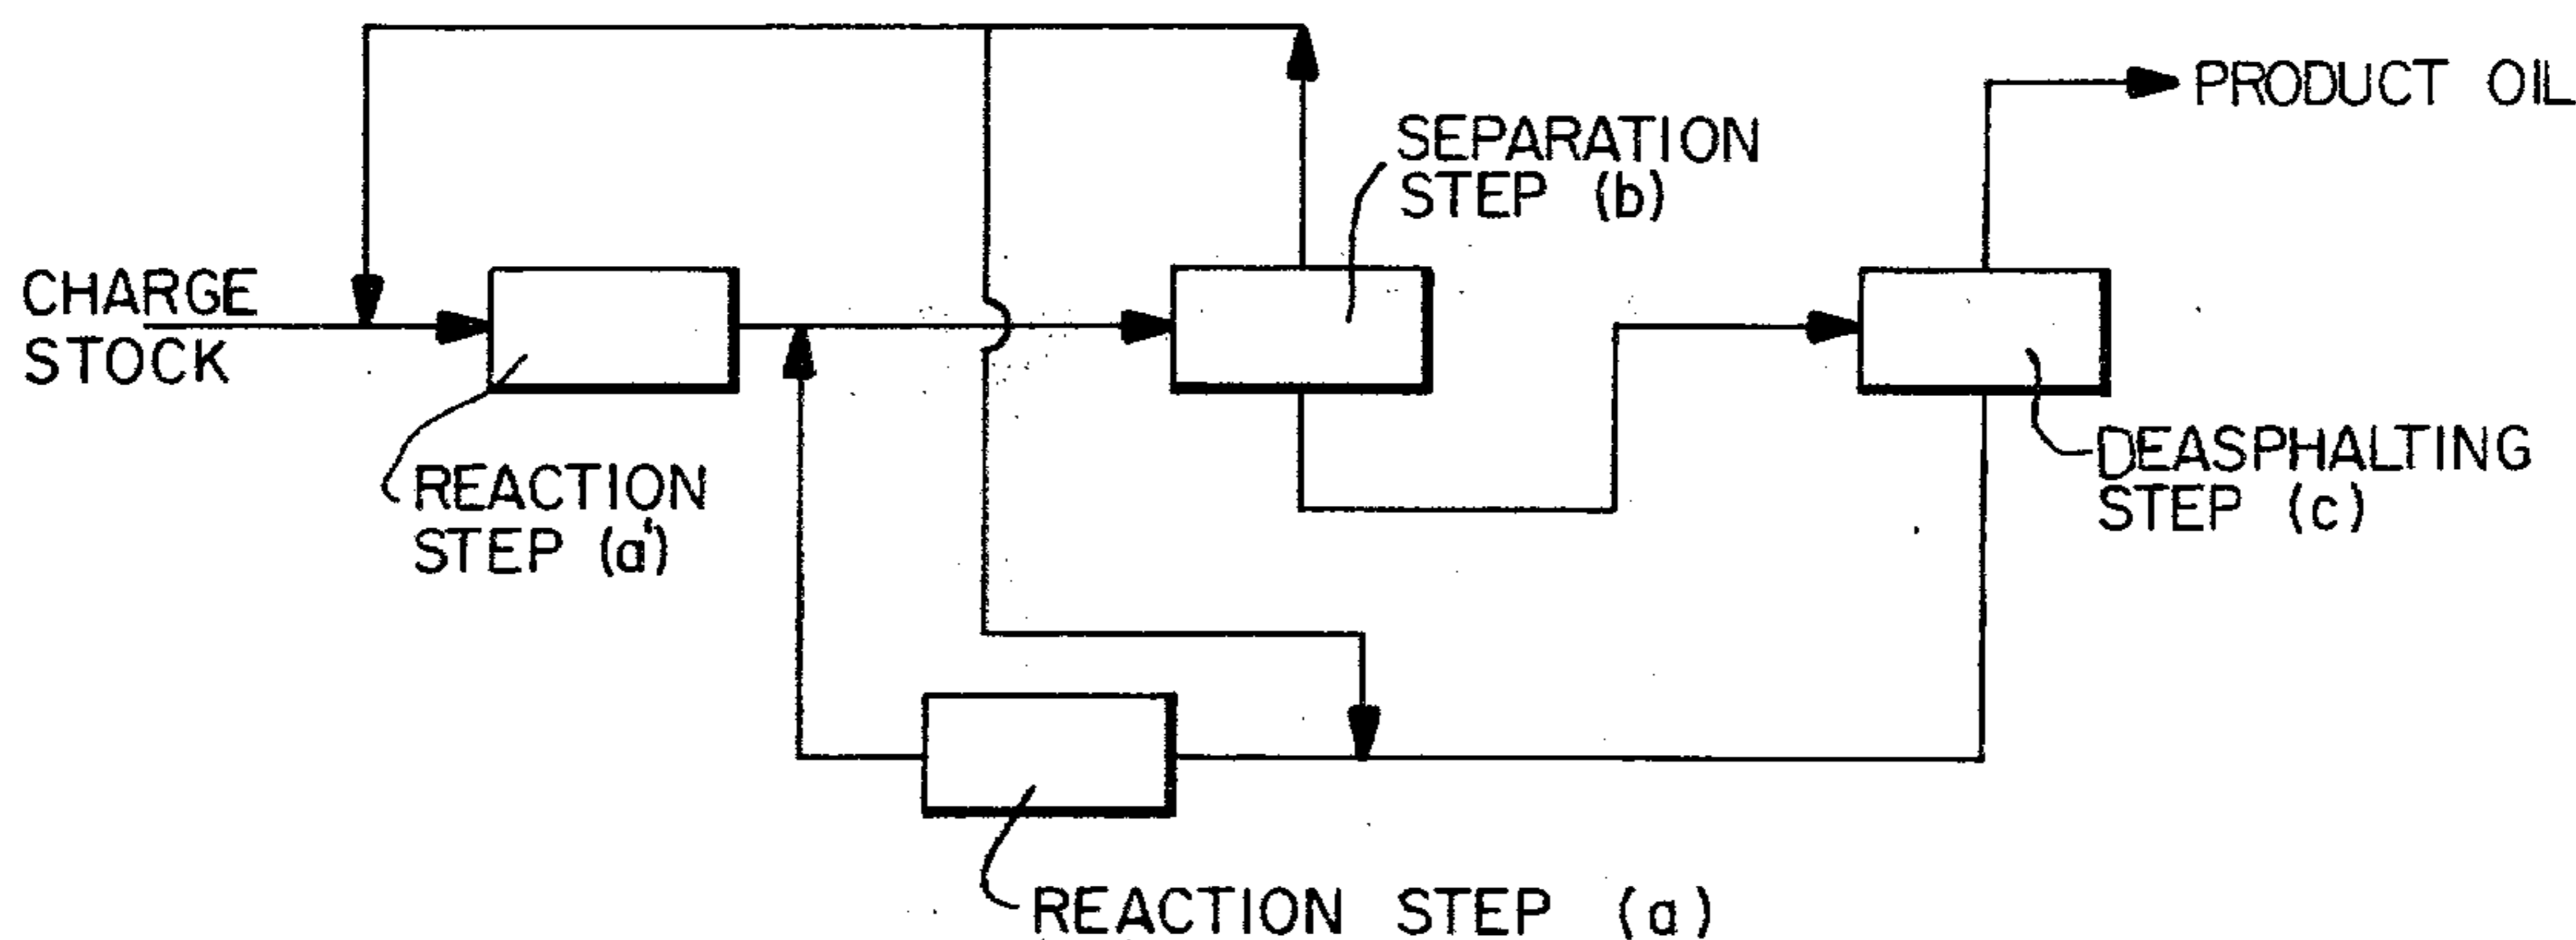 PRODUCT OIL
SEPARATION
STEP (b)
CHARGE
STOCK
REACTION
STEP (a')
DEASPHALTING
STEP (c)
REACTION STEP (a)